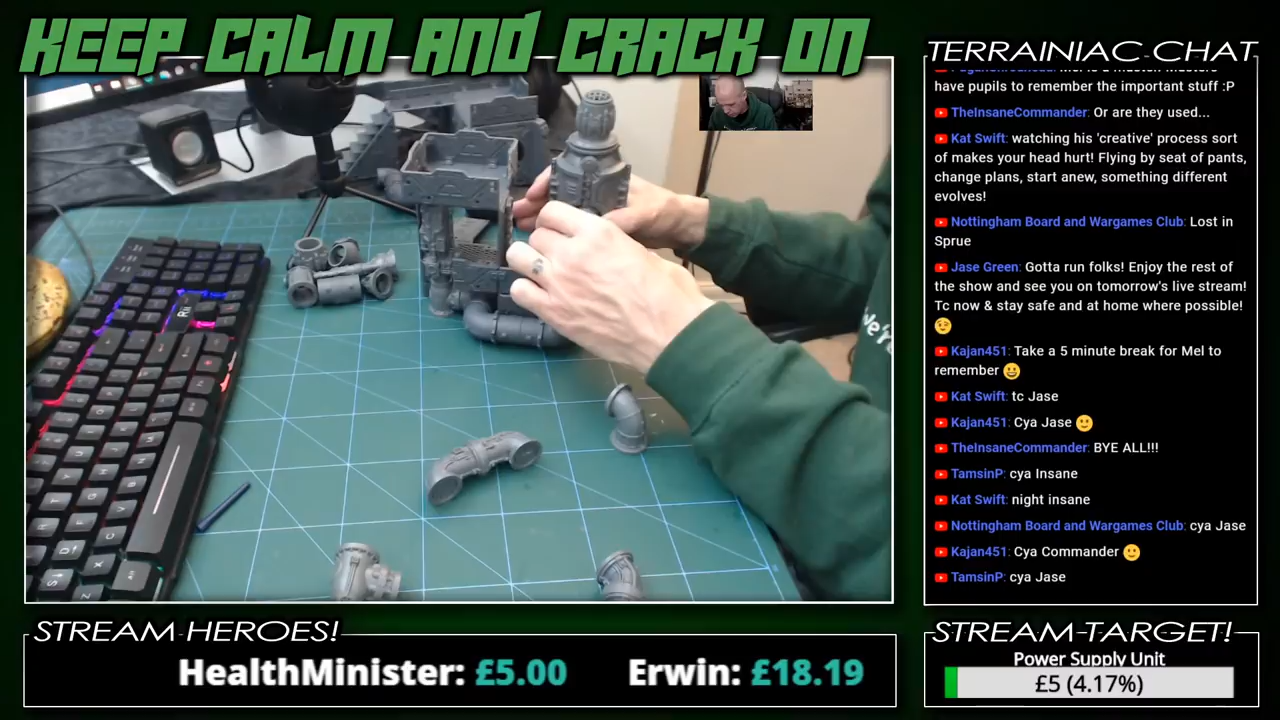 KEEP CALM AND CRACK ON
TERRAINIAC-CHAT
have pupils to remember the important stuff :P
TheInsaneCommander: Or are they used...
Kat Swift: watching his 'creative' process sort
of makes your head hurt! Flying by seat of pants,
change plans, start anew, something different
evolves!
Nottingham Board and Wargames Club: Lost in
Sprue
Jase Green: Gotta run folks! Enjoy the rest of
the show and see you on tomorrow's live stream!
Tc now & stay safe and at home where possible!
😉
Kajan451: Take a 5 minute break for Mel to
remember 😀
Kat Swift: tc Jase
Kajan451: Cya Jase 🙂
TheInsaneCommander: BYE ALL!!!
TamsinP: cya Insane
Kat Swift: night insane
Nottingham Board and Wargames Club: cya Jase
Kajan451: Cya Commander 🙂
TamsinP: cya Jase
STREAM HEROES!
HealthMinister: £5.00 Erwin: £18.19
STREAM-TARGET!
Power Supply Unit
£5 (4.17%)